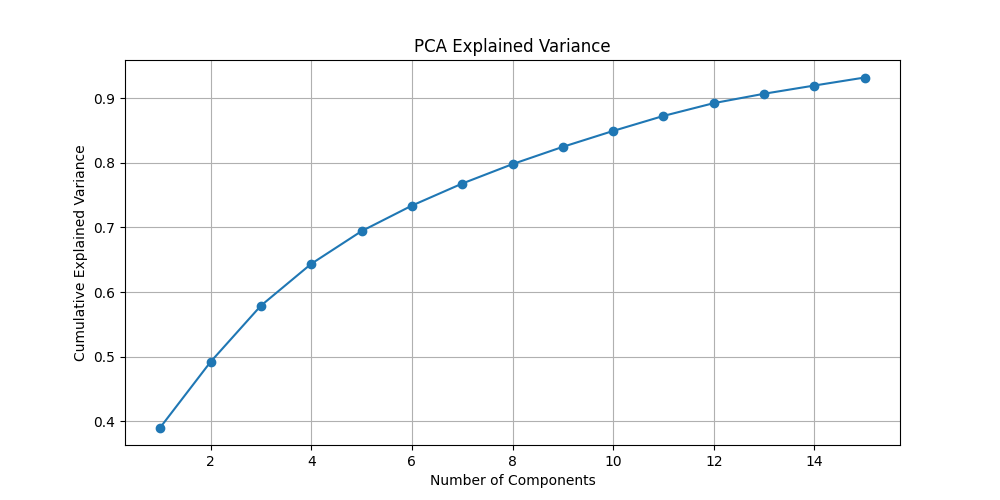 PCA Explained Variance
Cumulative Explained Variance
0.9
0.8
0.7
0.6
0.5
0.4
2 4 6 8 10 12 14
Number of Components